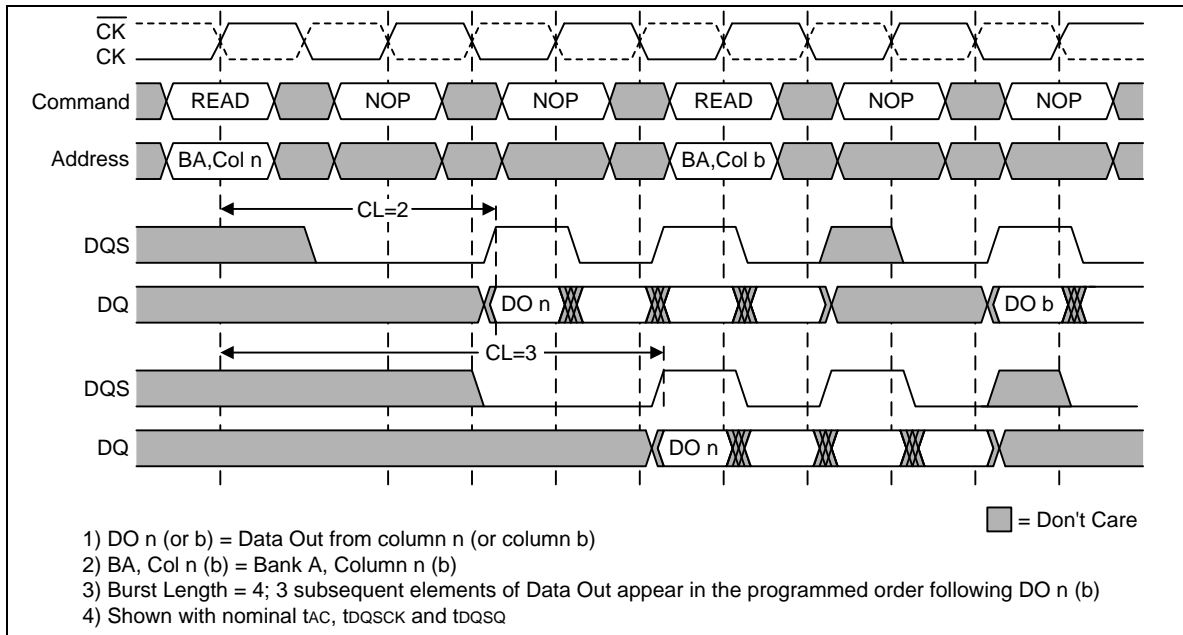 CK
CK
Command READ NOP NOP READ NOP NOP
Address BA,Col n BA,Col b
CL=2
DQS
DQ DO n DO b
CL=3
DQS
DQ DO n
= Don't Care
1) DO n (or b) = Data Out from column n (or column b)
2) BA, Col n (b) = Bank A, Column n (b)
3) Burst Length = 4; 3 subsequent elements of Data Out appear in the programmed order following DO n (b)
4) Shown with nominal tAC, tDQSCK and tDQSQ